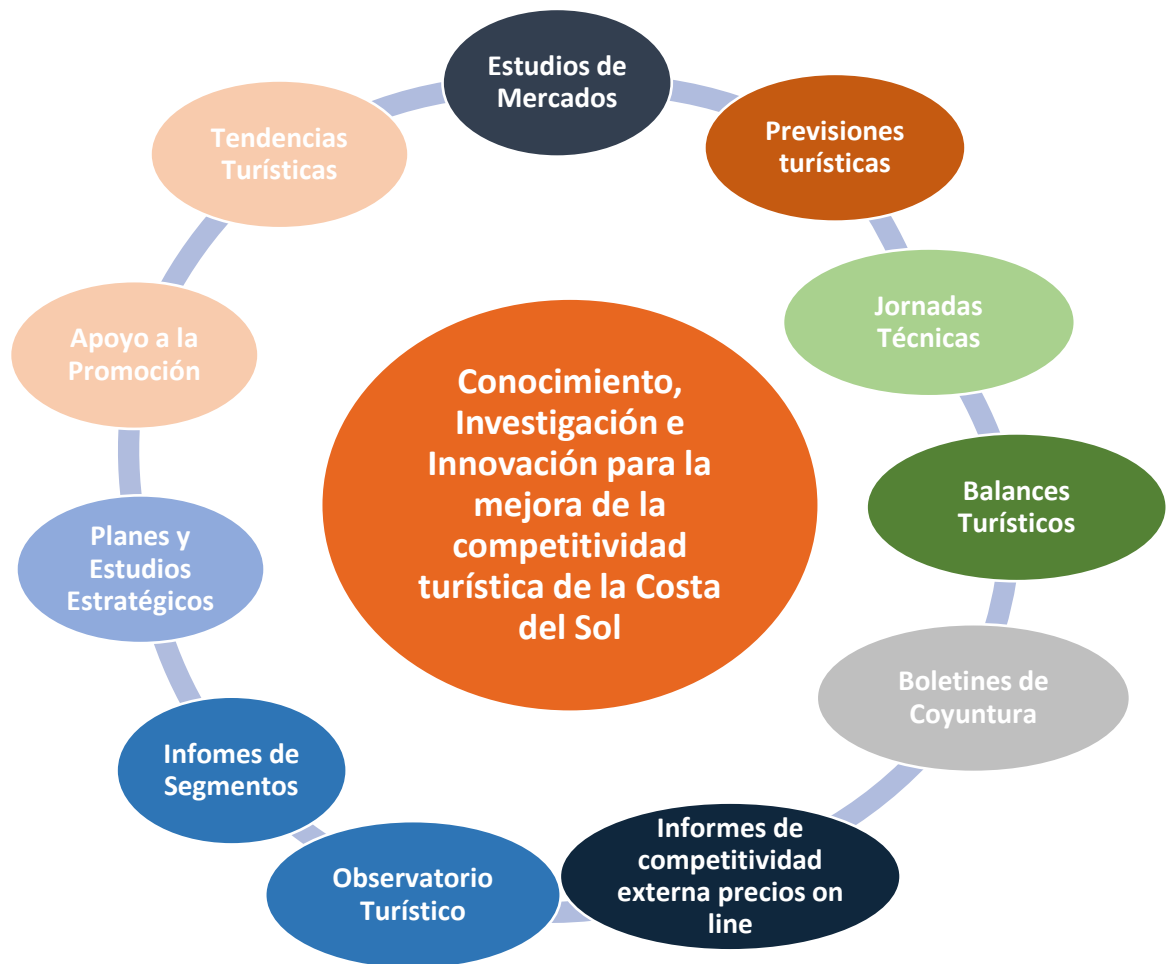 Estudios de
Mercados
Previsiones
turísticas
Jornadas
Técnicas
Balances
Turísticos
Boletines de
Coyuntura
Informes de
competitividad
externa precios on
line
Observatorio
Turístico
Infomes de
Segmentos
Planes y
Estudios
Estratégicos
Apoyo a la
Promoción
Tendencias
Turísticas
Conocimiento,
Investigación e
Innovación para la
mejora de la
competitividad
turística de la Costa
del Sol